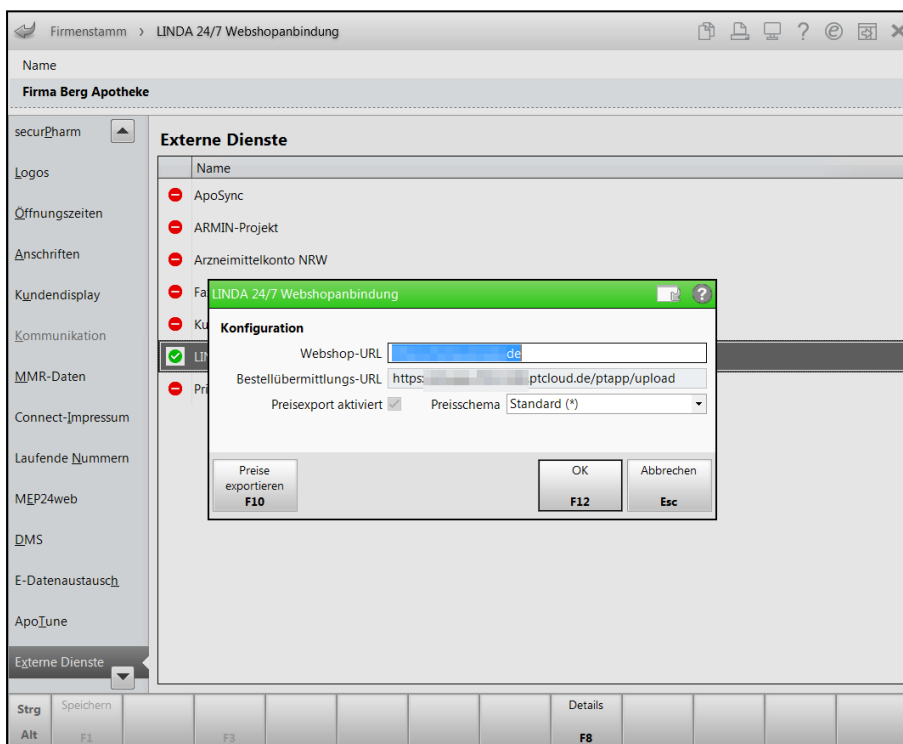 Firmenstamm › LINDA 24/7 Webshopanbindung
Name
Firma Berg Apotheke
securPharm
Logos
Öffnungszeiten
Anschriften
Kundendisplay
Kommunikation
MMR-Daten
Connect-Impressum
Laufende Nummern
MEP24web
DMS
E-Datenaustausch
ApoTune
Externe Dienste
Externe Dienste
Name
ApoSync
ARMIN-Projekt
Arzneimittelkonto NRW
LINDA 24/7 Webshopanbindung
Konfiguration
Webshop-URL de
Bestellübermittlungs-URL https: ptcloud.de/ptapp/upload
Preisexport aktiviert Preisschema Standard (*)
Preise
exportieren
F10
OK
F12
Abbrechen
Esc
Strg
Alt
Speichern
F1
F3
Details
F8